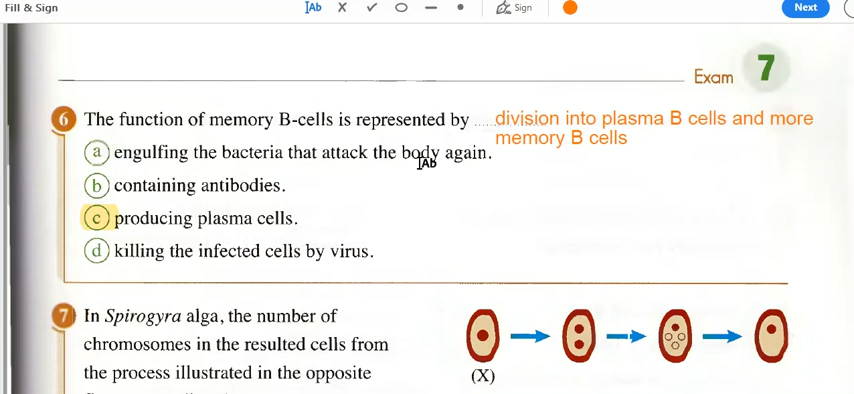 Fill & Sign
Ab
Sign
Next
Exam 7
6 The function of memory B-cells is represented by ...... division into plasma B cells and more
memory B cells
a engulfing the bacteria that attack the body again.
Ab
b containing antibodies.
c producing plasma cells.
d killing the infected cells by virus.
7 In Spirogyra alga, the number of
chromosomes in the resulted cells from
the process illustrated in the opposite
(X)